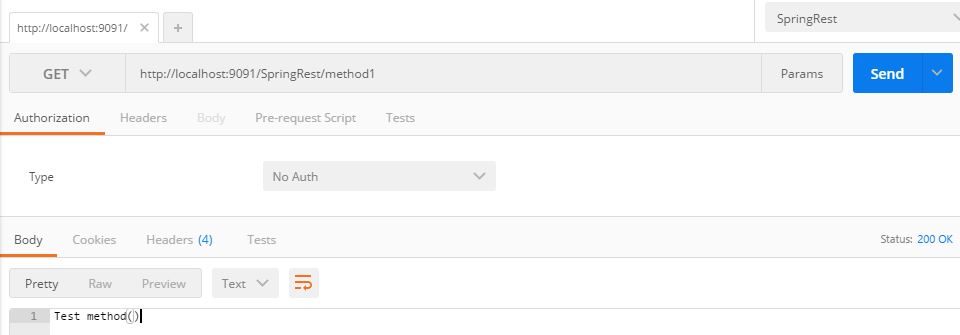 http://localhost:9091/ × +
SpringRest
GET http://localhost:9091/SpringRest/method1 Params Send
Authorization Headers Body Pre-request Script Tests
Type No Auth
Body Cookies Headers (4) Tests Status: 200 OK
Pretty Raw Preview Text
1 Test method()